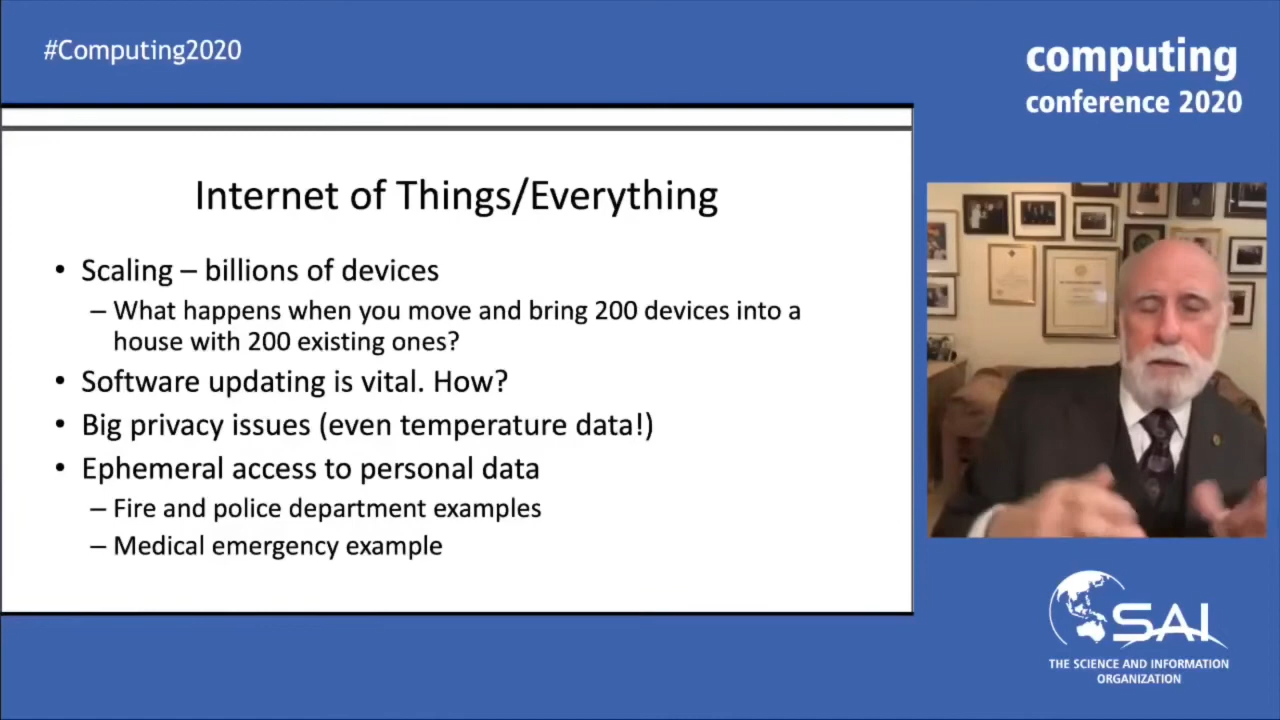 #Computing2020
computing
conference 2020
Internet of Things/Everything
• Scaling – billions of devices
– What happens when you move and bring 200 devices into a
house with 200 existing ones?
• Software updating is vital. How?
• Big privacy issues (even temperature data!)
• Ephemeral access to personal data
– Fire and police department examples
– Medical emergency example
SAI
THE SCIENCE AND INFORMATION
ORGANIZATION